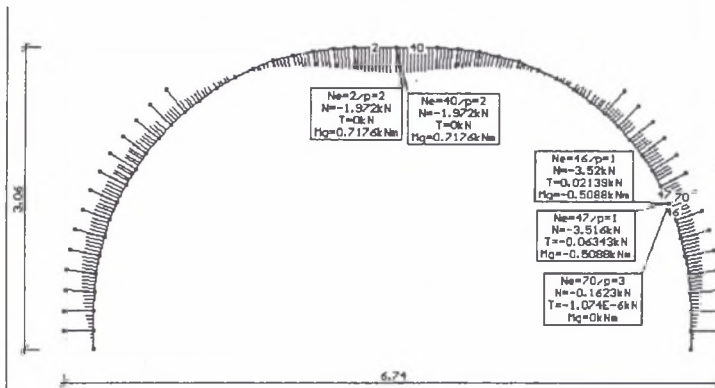 2 40
Ne=2/p=2
N=-1.972kN
T=0kN
Mg=0.7176kNm
Ne=40/p=2
N=-1.972kN
T=0kN
Mg=0.7176kNm
Ne=46/p=1
N=-3.52kN
T=0.02139kN
Mg=-0.5088kNm
47 70
46
Ne=47/p=1
N=-3.516kN
T=-0.06343kN
Mg=-0.5088kNm
Ne=70/p=3
N=-0.1623kN
T=-1.074E-6kN
Mg=0kNm
3.06
6.74